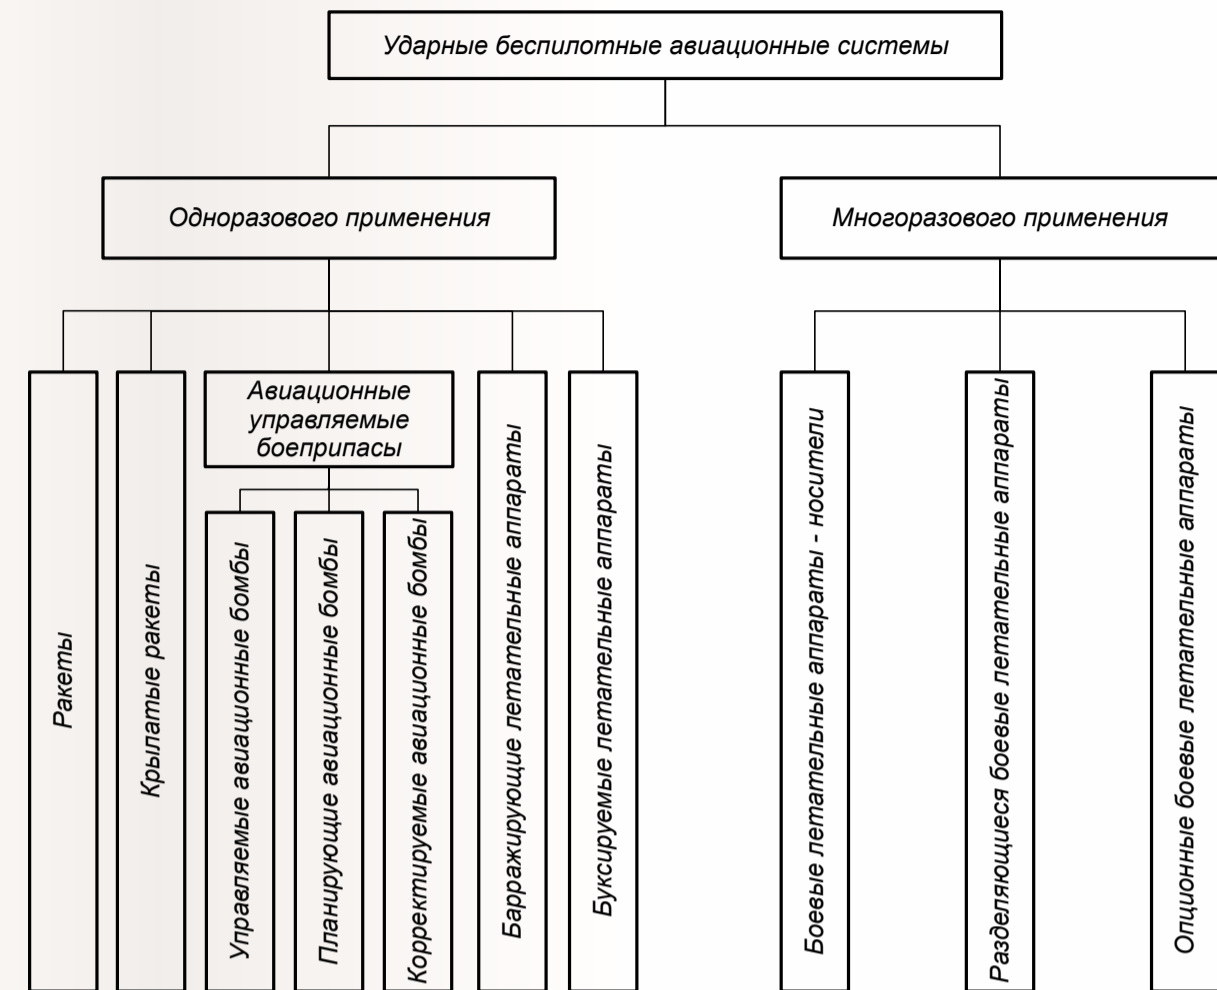 Ударные беспилотные авиационные системы
Одноразового применения
Многоразового применения
Ракеты
Крылатые ракеты
Авиационные
управляемые
боеприпасы
Управляемые авиационные бомбы
Планирующие авиационные бомбы
Корректируемые авиационные бомбы
Барражирующие летательные аппараты
Буксируемые летательные аппараты
Боевые летательные аппараты - носители
Разделяющиеся боевые летательные аппараты
Опционные боевые летательные аппараты